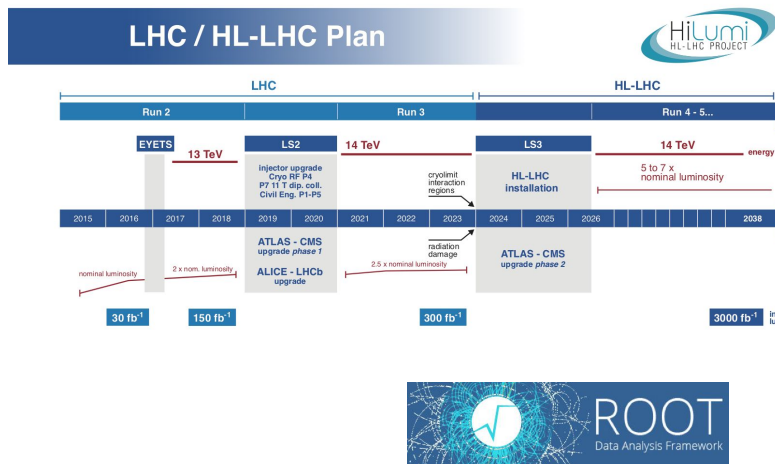 LHC / HL-LHC Plan
HiLumi
HL-LHC PROJECT
LHC
HL-LHC
Run 2
Run 3
Run 4 - 5...
EYETS
13 TeV
LS2
14 TeV
LS3
14 TeV
energy
injector upgrade
Cryo RF P4
P7 11 T dip. coll.
Civil Eng. P1-P5
cryolimit
interaction
regions
HL-LHC
installation
5 to 7 x
nominal luminosity
2015
2016
2017
2018
2019
2020
2021
2022
2023
2024
2025
2026
2038
nominal luminosity
2 x nom. luminosity
ATLAS - CMS
upgrade phase 1
ALICE - LHCb
upgrade
2.5 x nominal luminosity
radiation
damage
ATLAS - CMS
upgrade phase 2
30 fb-1
150 fb-1
300 fb-1
3000 fb-1
ROOT
Data Analysis Framework